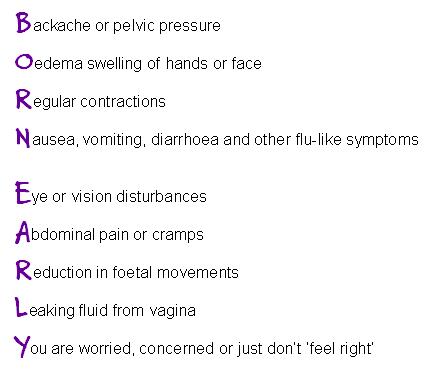 Backache or pelvic pressure
Oedema swelling of hands or face
Regular contractions
Nausea, vomiting, diarrhoea and other flu-like symptoms
Eye or vision disturbances
Abdominal pain or cramps
Reduction in foetal movements
Leaking fluid from vagina
You are worried, concerned or just don't 'feel right'